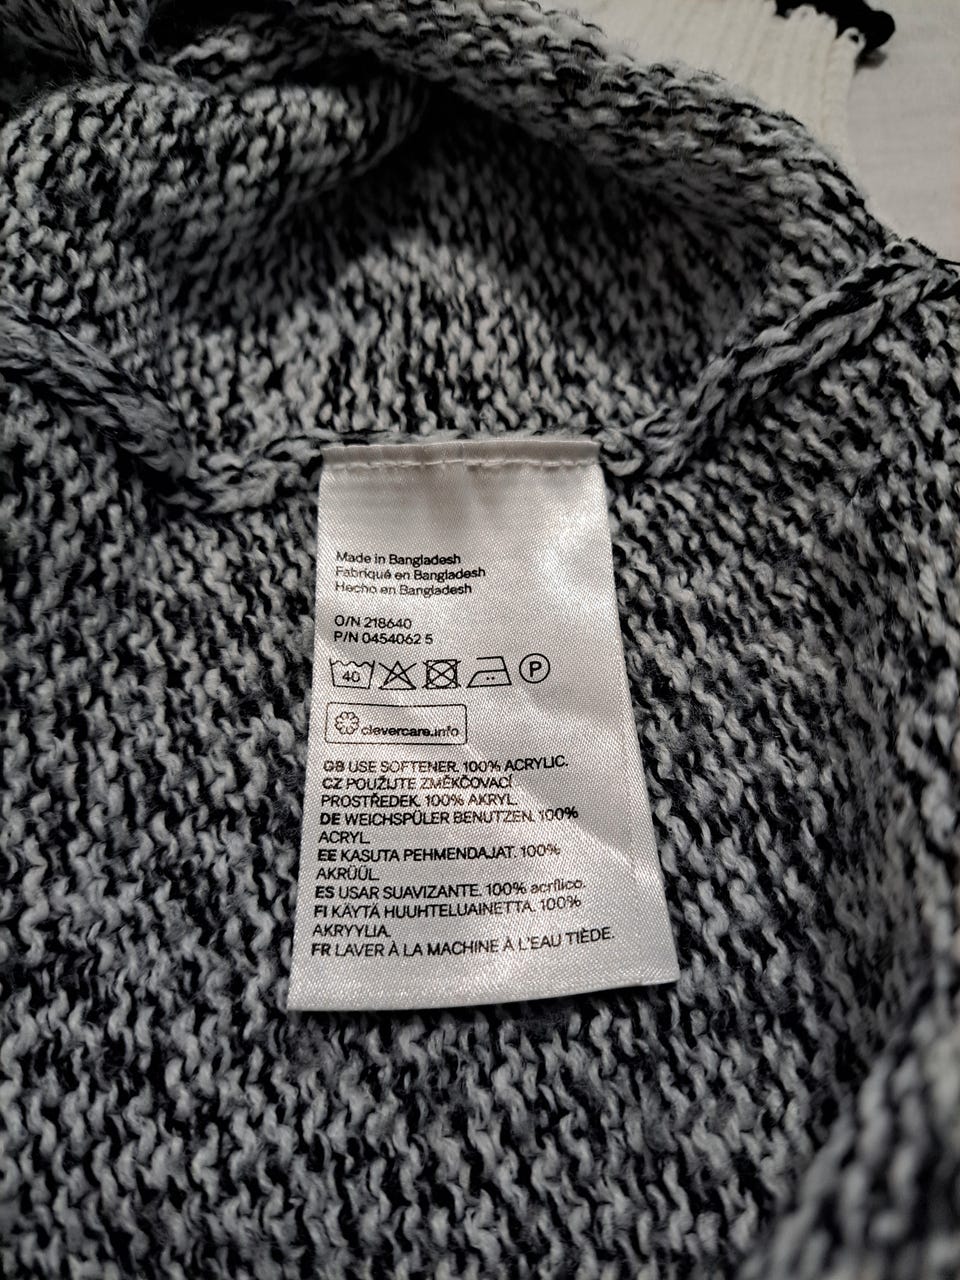 Made in Bangladesh
Fabriqué en Bangladesh
Hecho en Bangladesh
O/N 218640
P/N 0454062 5
40 P
clevercare.info
GB USE SOFTENER. 100% ACRYLIC.
CZ POUŽIJTE ZMĚKČOVACÍ
PROSTŘEDEK. 100% AKRYL.
DE WEICHSPÜLER BENUTZEN. 100%
ACRYL.
EE KASUTA PEHMENDAJAT. 100%
AKRÜÜL.
ES USAR SUAVIZANTE. 100% acrílico.
FI KÄYTÄ HUUHTELUAINETTA. 100%
AKRYYLIA.
FR LAVER À LA MACHINE À L'EAU TIÈDE.